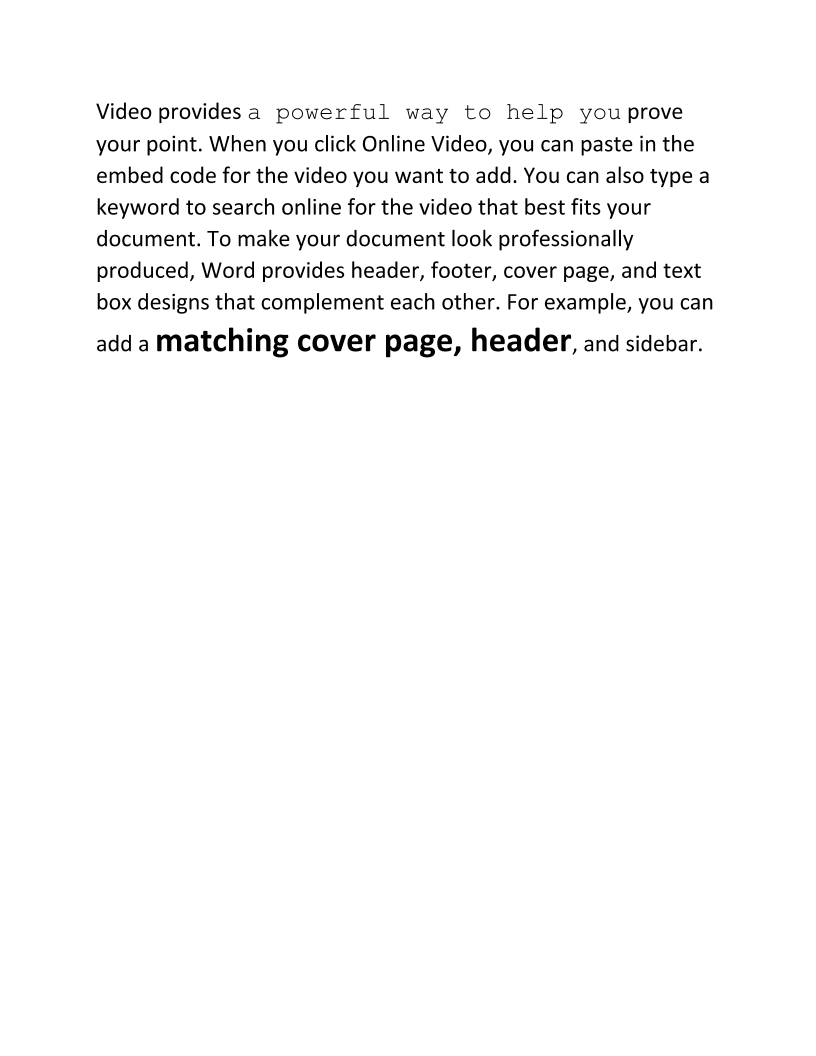 Video provides a powerful way to help you prove
your point. When you click Online Video, you can paste in the
embed code for the video you want to add. You can also type a
keyword to search online for the video that best fits your
document. To make your document look professionally
produced, Word provides header, footer, cover page, and text
box designs that complement each other. For example, you can
add a matching cover page, header, and sidebar.